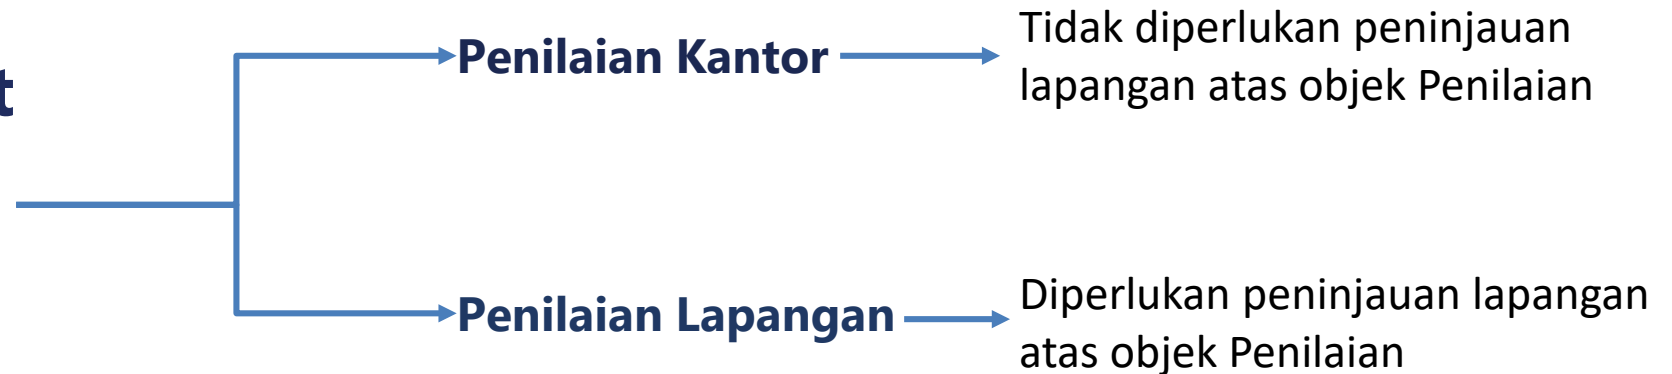 t
Penilaian Kantor
Tidak diperlukan peninjauan
lapangan atas objek Penilaian
Penilaian Lapangan
Diperlukan peninjauan lapangan
atas objek Penilaian